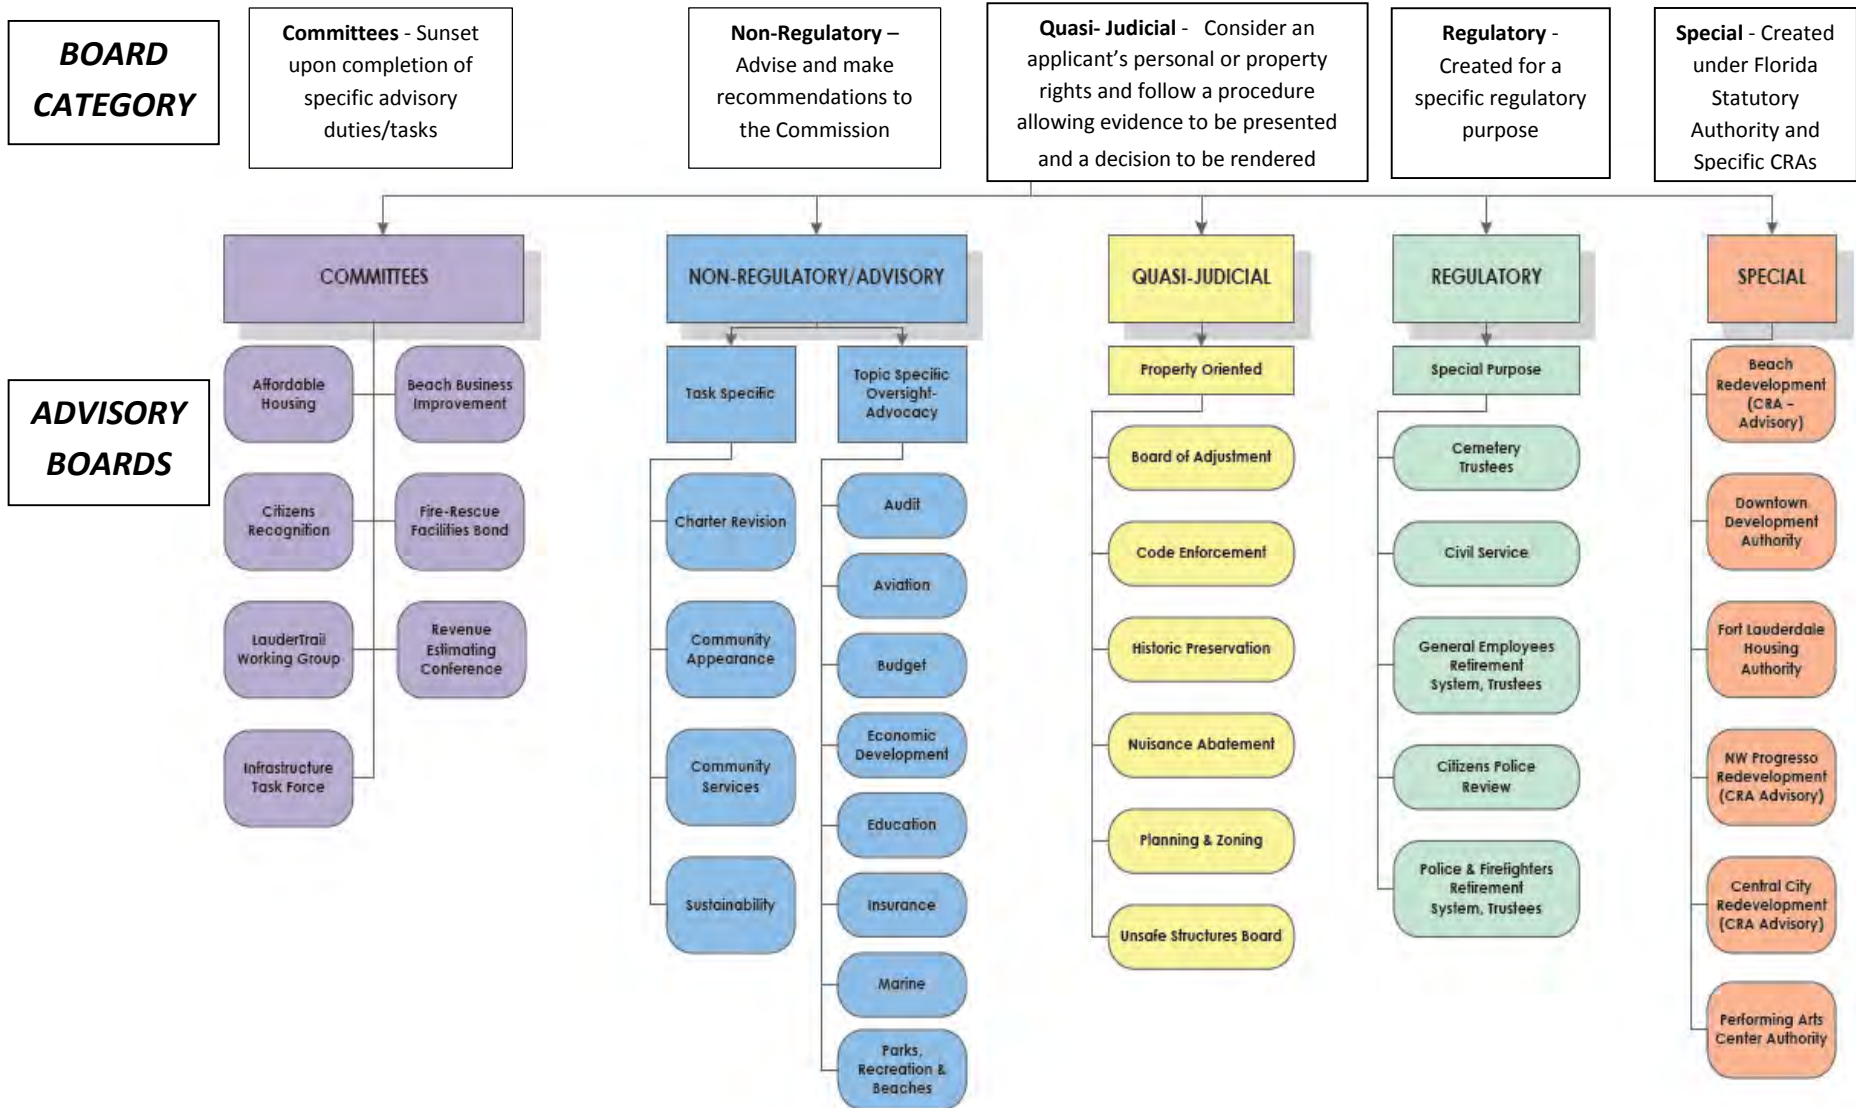 BOARD
CATEGORY
Committees - Sunset
upon completion of
specific advisory
duties/tasks
Non-Regulatory –
Advise and make
recommendations to
the Commission
Quasi- Judicial - Consider an
applicant's personal or property
rights and follow a procedure
allowing evidence to be presented
and a decision to be rendered
Regulatory -
Created for a
specific regulatory
purpose
Special - Created
under Florida
Statutory
Authority and
Specific CRAs
COMMITTEES
NON-REGULATORY/ADVISORY
QUASI-JUDICIAL
REGULATORY
SPECIAL
ADVISORY
BOARDS
Affordable
Housing
Beach Business
Improvement
Citizens
Recognition
Fire-Rescue
Facilities Bond
LauderTrail
Working Group
Revenue
Estimating
Conference
Infrastructure
Task Force
Task Specific
Charter Revision
Community
Appearance
Community
Services
Sustainability
Topic Specific
Oversight-
Advocacy
Audit
Aviation
Budget
Economic
Development
Education
Insurance
Marine
Parks,
Recreation &
Beaches
Property Oriented
Board of Adjustment
Code Enforcement
Historic Preservation
Nuisance Abatement
Planning & Zoning
Unsafe Structures Board
Special Purpose
Cemetery
Trustees
Civil Service
General Employees
Retirement
System, Trustees
Citizens Police
Review
Police & Firefighters
Retirement
System, Trustees
Beach
Redevelopment
(CRA –
Advisory)
Downtown
Development
Authority
Fort Lauderdale
Housing
Authority
NW Progresso
Redevelopment
(CRA Advisory)
Central City
Redevelopment
(CRA Advisory)
Performing Arts
Center Authority